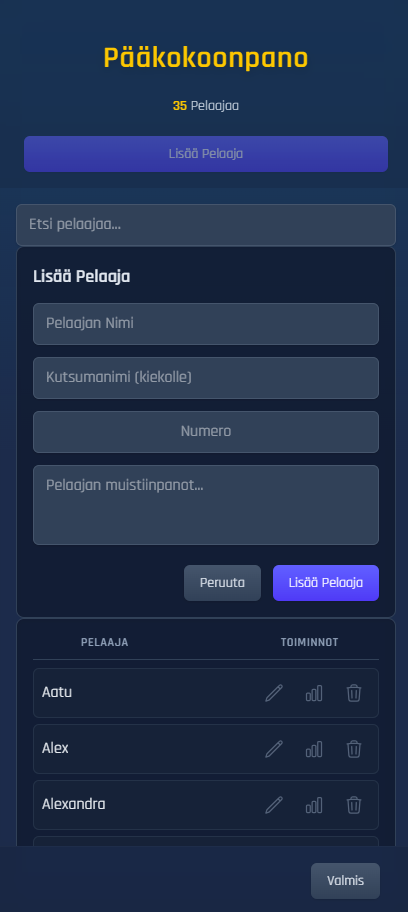 Pääkokoonpano
35 Pelaajaa
Lisää Pelaaja
Etsi pelaajaa...
Lisää Pelaaja
Pelaajan Nimi
Kutsumanimi (kiekolle)
Numero
Pelaajan muistiinpanot...
Peruuta
Lisää Pelaaja
PELAAJA TOIMINNOT
Aatu
Alex
Alexandra
Valmis